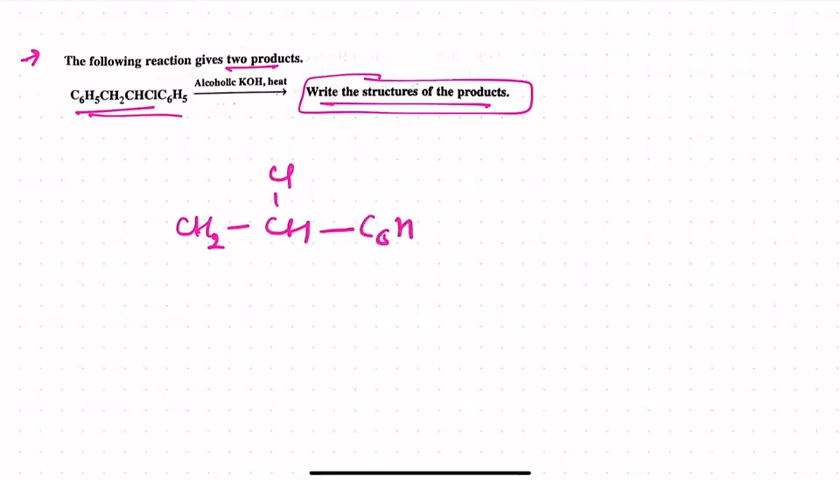 The following reaction gives two products.
C₆H₅CH₂CHClC₆H₅ Alcoholic KOH, heat ⟶ Write the structures of the products.
Cl
|
CH₂ — CH — C₆H